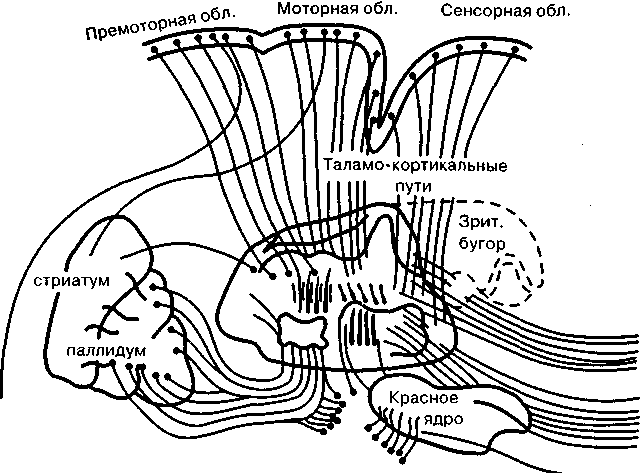 Премоторная обл.
Моторная обл.
Сенсорная обл.
Таламо-кортикальные
пути
Зрит.
бугор
стриатум
паллидум
Красное
ядро